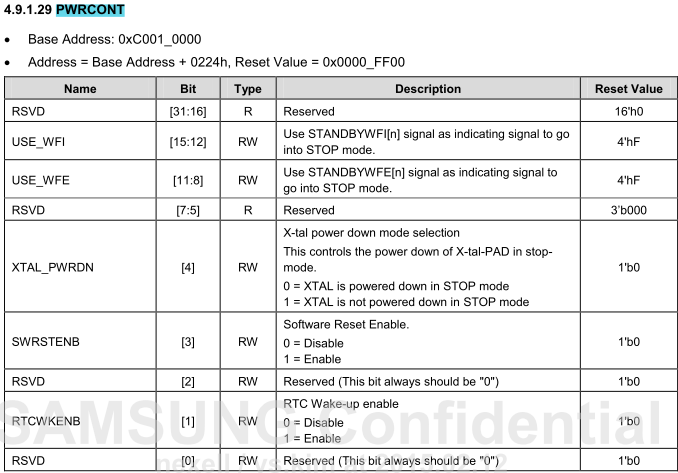 4.9.1.29 PWRCONT
• Base Address: 0xC001_0000
• Address = Base Address + 0224h, Reset Value = 0x0000_FF00
Name Bit Type Description Reset Value
RSVD [31:16] R Reserved 16'h0
USE_WFI [15:12] RW Use STANDBYWFI[n] signal as indicating signal to go
into STOP mode. 4'hF
USE_WFE [11:8] RW Use STANDBYWFE[n] signal as indicating signal to
go into STOP mode. 4'hF
RSVD [7:5] R Reserved 3'b000
XTAL_PWRDN [4] RW X-tal power down mode selection
This controls the power down of X-tal-PAD in stop-
mode.
0 = XTAL is powered down in STOP mode
1 = XTAL is not powered down in STOP mode 1'b0
SWRSTENB [3] RW Software Reset Enable.
0 = Disable
1 = Enable 1'b0
RSVD [2] RW Reserved (This bit always should be "0") 1'b0
RTCWKENB [1] RW RTC Wake-up enable
0 = Disable
1 = Enable 1'b0
RSVD [0] RW Reserved (This bit always should be "0") 1'b0
SAMSUNG Confidential